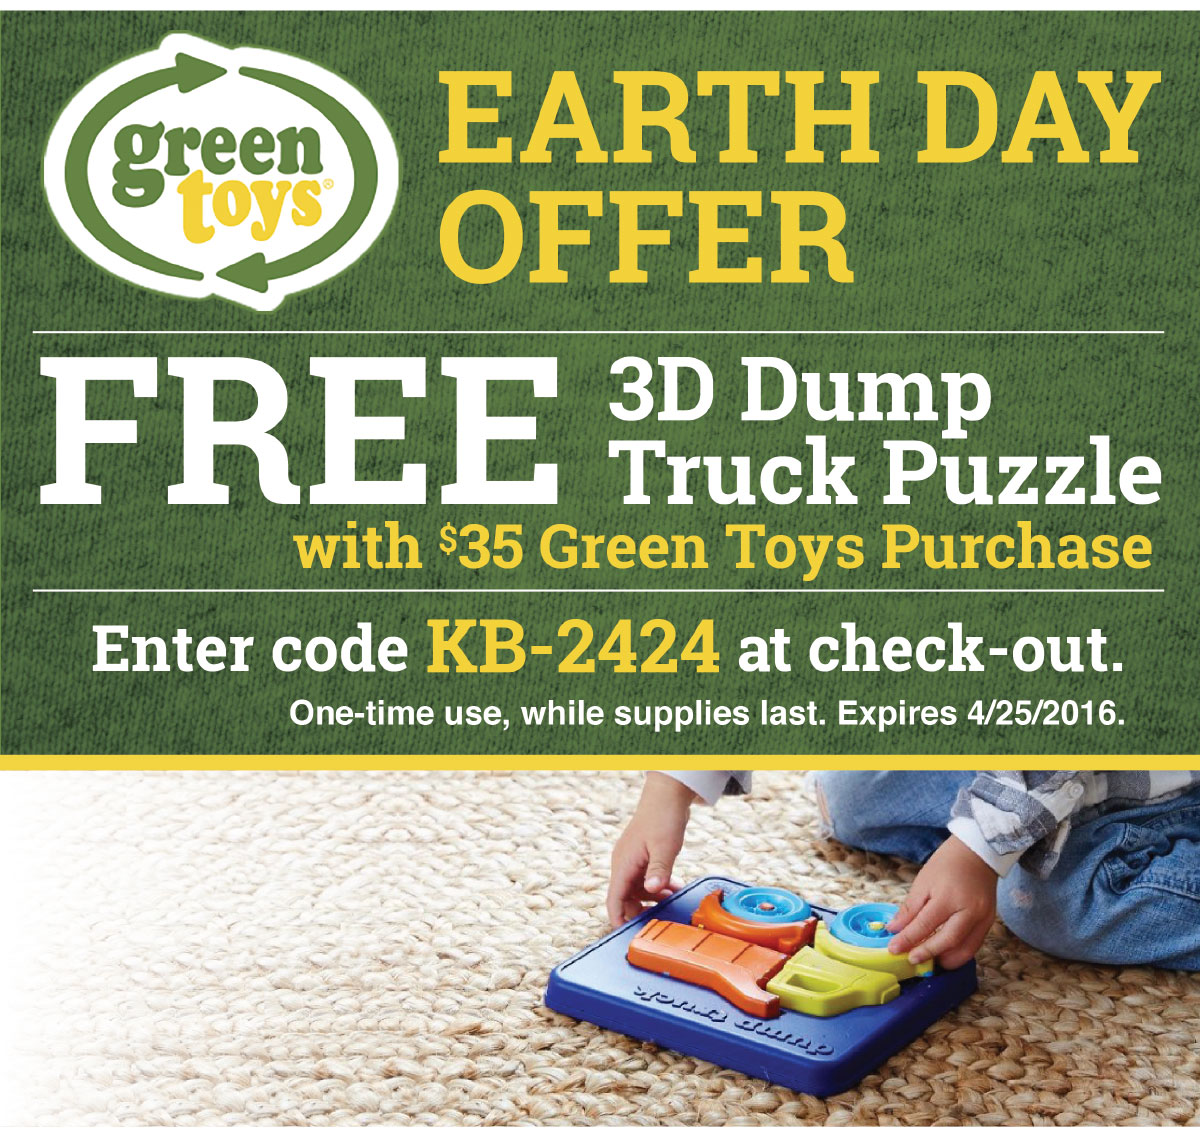 green
toys®
EARTH DAY
OFFER
FREE
3D Dump
Truck Puzzle
with $35 Green Toys Purchase
Enter code KB-2424 at check-out.
One-time use, while supplies last. Expires 4/25/2016.
dump truck